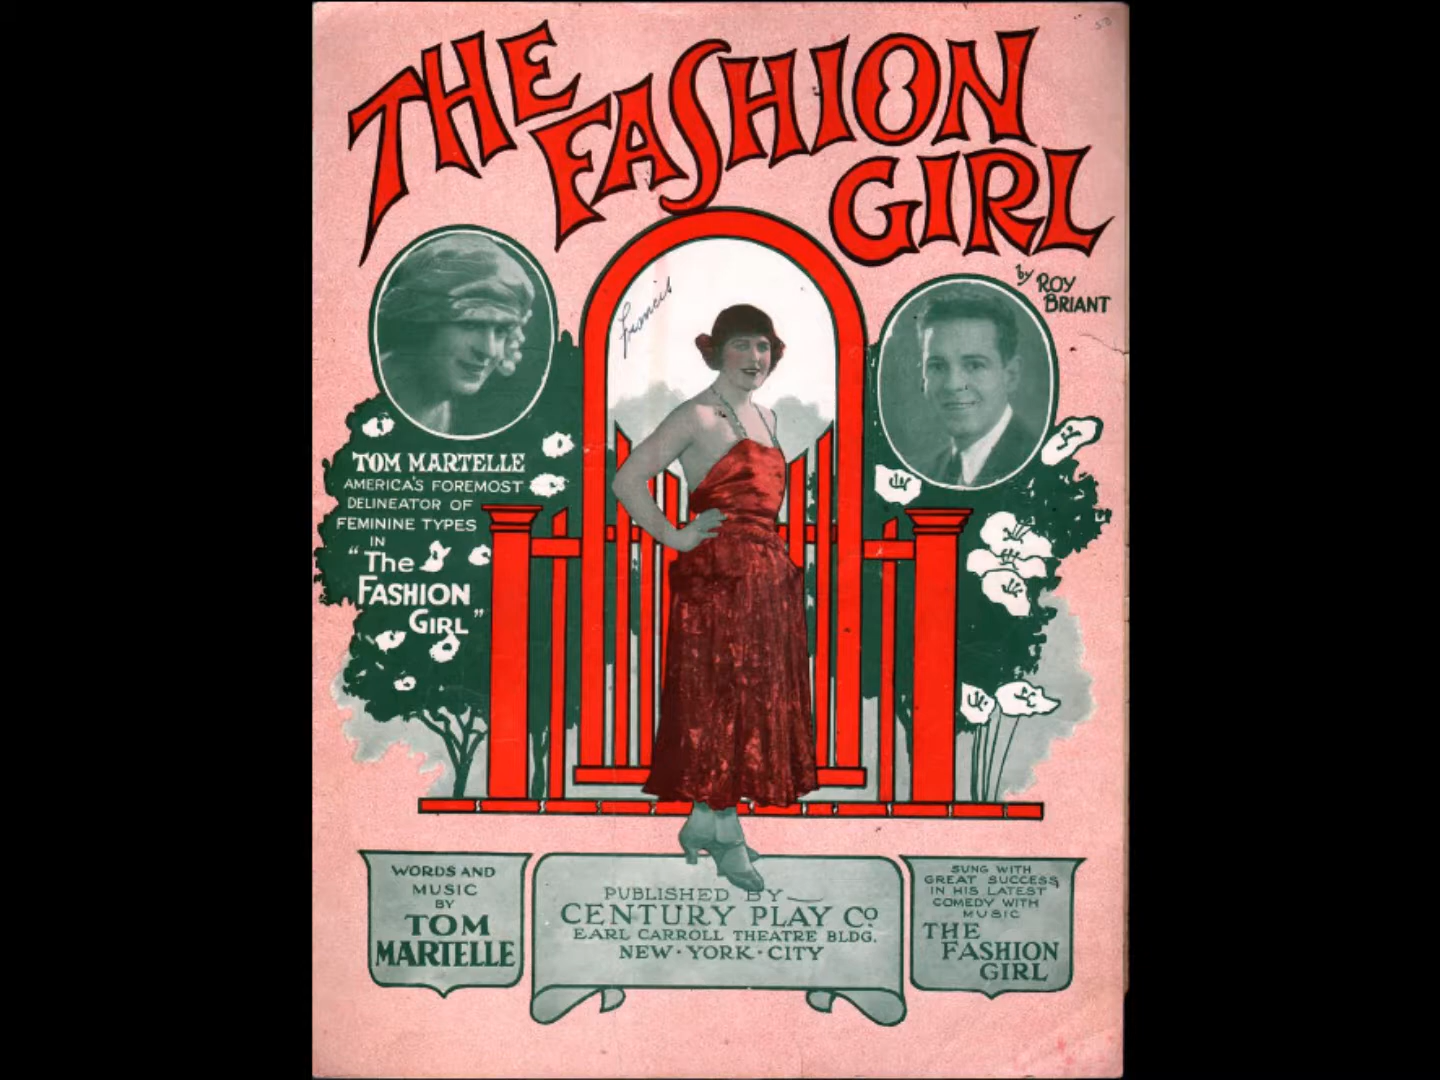 THE
FASHION
GIRL
by ROY
BRIANT
Francis
TOM MARTELLE
AMERICA'S FOREMOST
DELINEATOR OF
FEMININE TYPES
IN
"The
FASHION
GIRL"
WORDS AND
MUSIC
BY
TOM
MARTELLE
PUBLISHED BY
CENTURY PLAY Co.
EARL CARROLL THEATRE BLDG.
NEW·YORK·CITY
SUNG WITH
GREAT SUCCESS
IN HIS LATEST
COMEDY WITH
MUSIC
THE
FASHION
GIRL